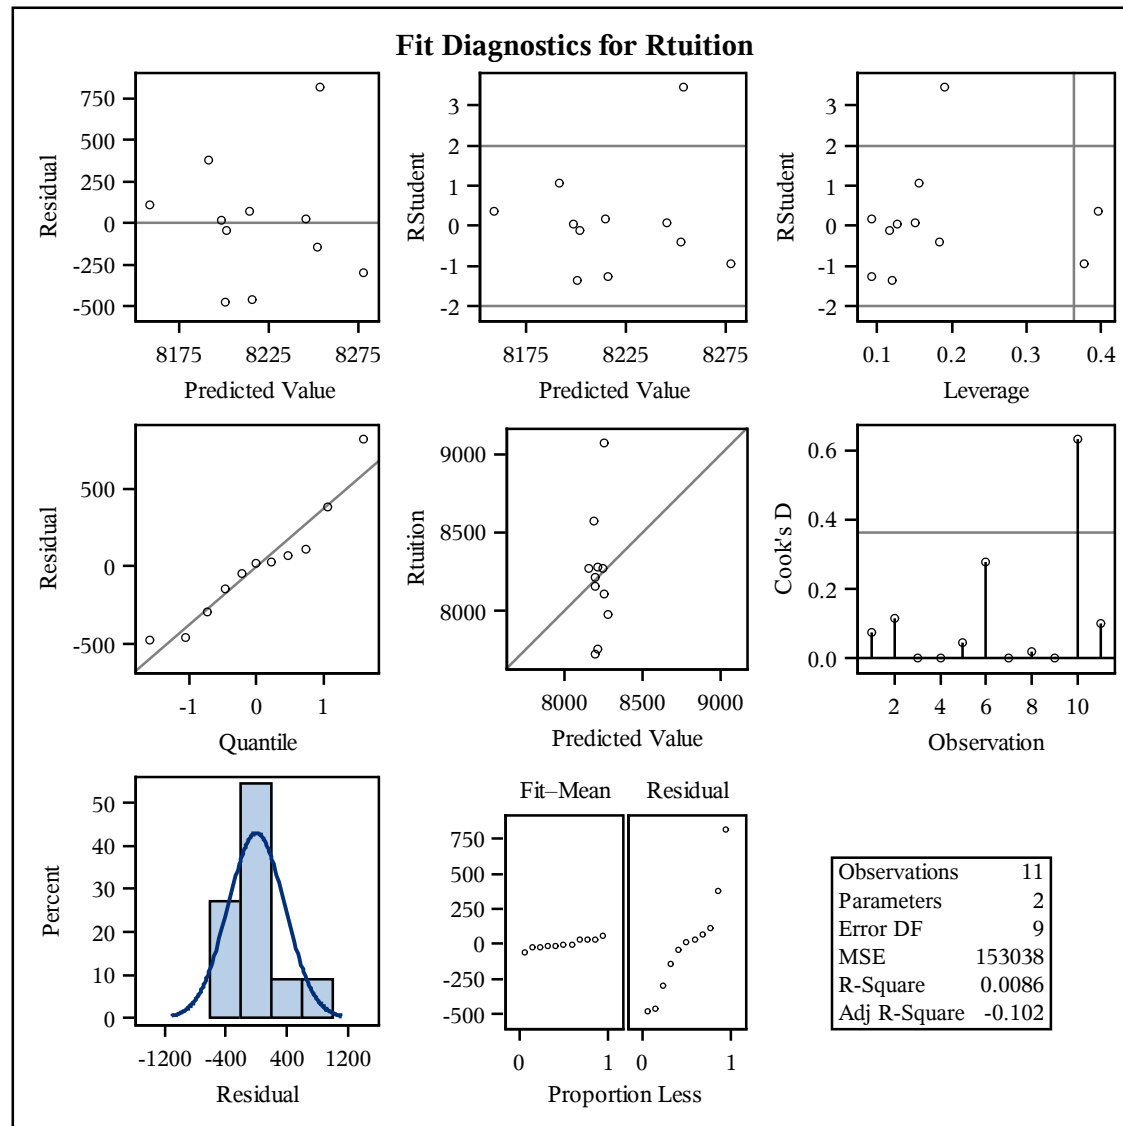 Fit Diagnostics for Rtuition
750
500
250
0
-250
-500
Residual
8175 8225 8275
Predicted Value
3
2
1
0
-1
-2
RStudent
8175 8225 8275
Predicted Value
3
2
1
0
-1
-2
RStudent
0.1 0.2 0.3 0.4
Leverage
500
0
-500
Residual
-1 0 1
Quantile
9000
8500
8000
Rtuition
8000 8500 9000
Predicted Value
0.6
0.4
0.2
0.0
Cook's D
2 4 6 8 10
Observation
50
40
30
20
10
0
Percent
-1200 -400 400 1200
Residual
Fit–Mean Residual
750
500
250
0
-250
-500
0 1 0 1
Proportion Less
Observations 11
Parameters 2
Error DF 9
MSE 153038
R-Square 0.0086
Adj R-Square -0.102